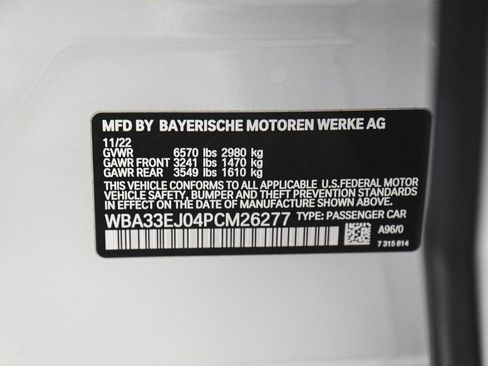 MFD BY BAYERISCHE MOTOREN WERKE AG
11/22
GVWR 6570 lbs 2980 kg
GAWR FRONT 3241 lbs 1470 kg
GAWR REAR 3549 lbs 1610 kg
THIS VEHICLE CONFORMS TO ALL APPLICABLE U.S.FEDERAL MOTOR
VEHICLE SAFETY, BUMPER AND THEFT PREVENTION STANDARDS
IN EFFECT ON THE DATE OF MANUFACTURE SHOWN ABOVE.
WBA33EJ04PCM26277 TYPE: PASSENGER CAR
A96/0
7 315 814